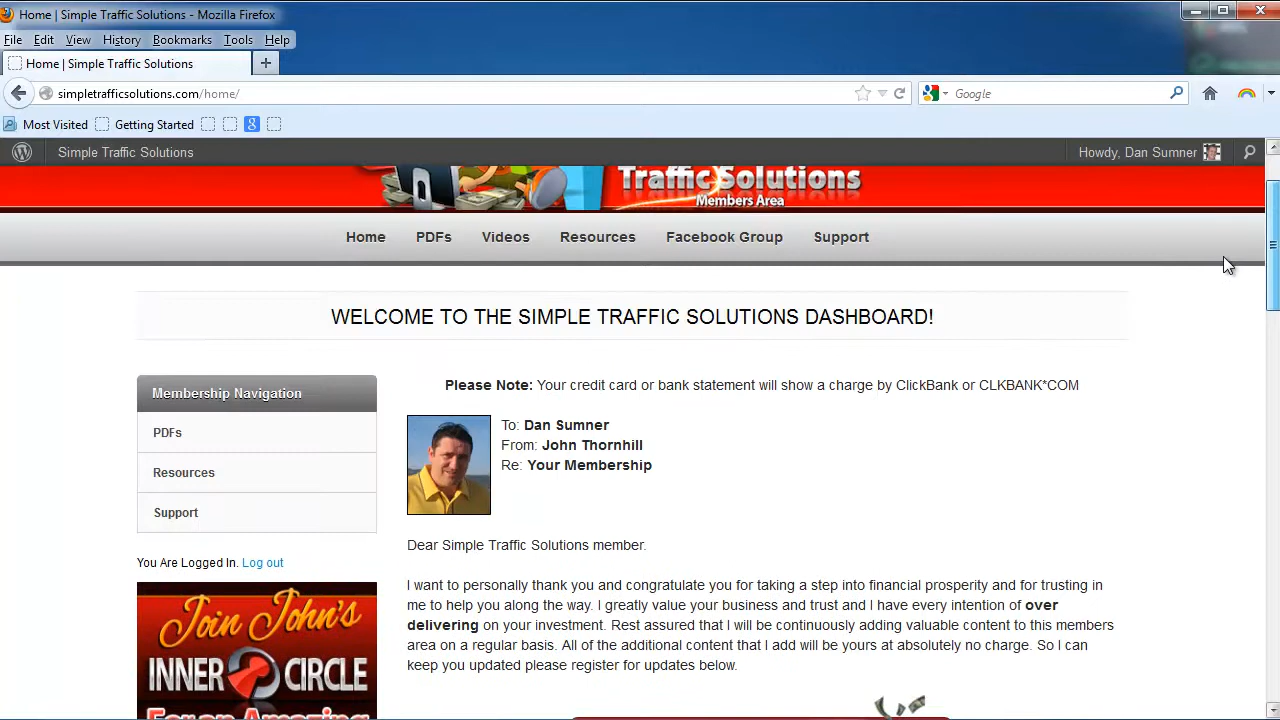 Home | Simple Traffic Solutions - Mozilla Firefox
File Edit View History Bookmarks Tools Help
Home | Simple Traffic Solutions
simpletrafficsolutions.com/home/
Google
Most Visited Getting Started
Simple Traffic Solutions
Howdy, Dan Sumner
Traffic Solutions
Members Area
Home PDFs Videos Resources Facebook Group Support
WELCOME TO THE SIMPLE TRAFFIC SOLUTIONS DASHBOARD!
Membership Navigation
PDFs
Resources
Support
You Are Logged In. Log out
Join John's
INNER CIRCLE
For an Amazing
Please Note: Your credit card or bank statement will show a charge by ClickBank or CLKBANK*COM
To: Dan Sumner
From: John Thornhill
Re: Your Membership
Dear Simple Traffic Solutions member.
I want to personally thank you and congratulate you for taking a step into financial prosperity and for trusting in
me to help you along the way. I greatly value your business and trust and I have every intention of over
delivering on your investment. Rest assured that I will be continuously adding valuable content to this members
area on a regular basis. All of the additional content that I add will be yours at absolutely no charge. So I can
keep you updated please register for updates below.